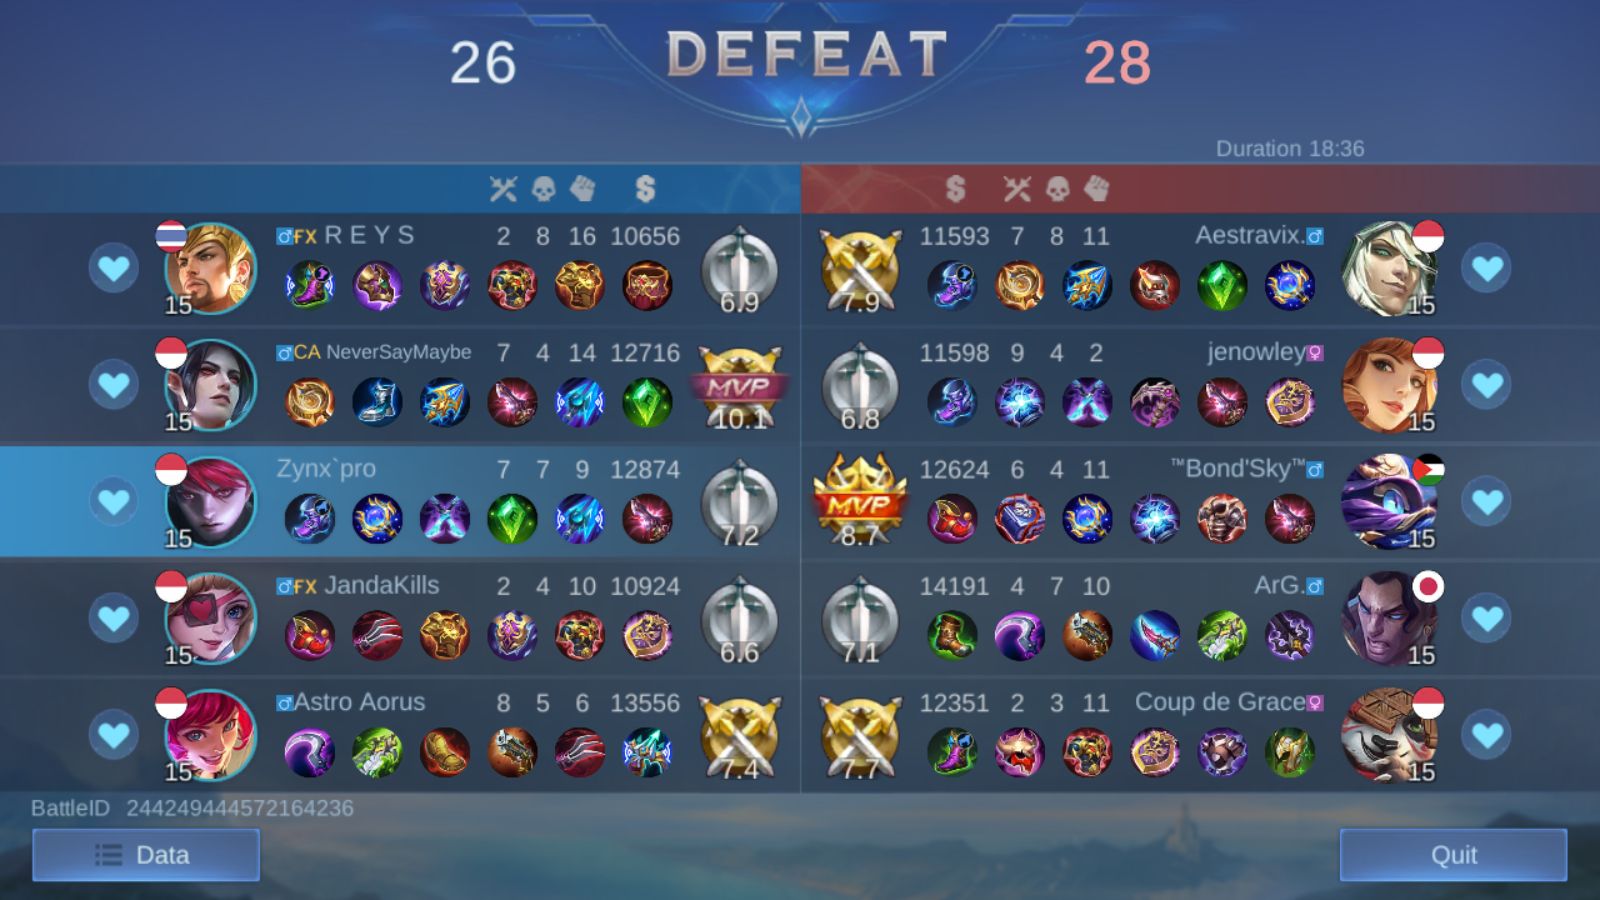 26 DEFEAT 28
Duration 18:36
FX R E Y S 2 8 16 10656 6.9 15
7.9 11593 7 8 11 Aestravix. 15
CA NeverSayMaybe 7 4 14 12716 MVP 10.1 15
6.8 11598 9 4 2 jenowley 15
Zynx`pro 7 7 9 12874 7.2 15
MVP 8.7 12624 6 4 11 ™Bond'Sky™ 15
FX JandaKills 2 4 10 10924 6.6 15
7.1 14191 4 7 10 ArG. 15
Astro Aorus 8 5 6 13556 7.4 15
7.7 12351 2 3 11 Coup de Grace 15
BattleID 244249444572164236
Data
Quit